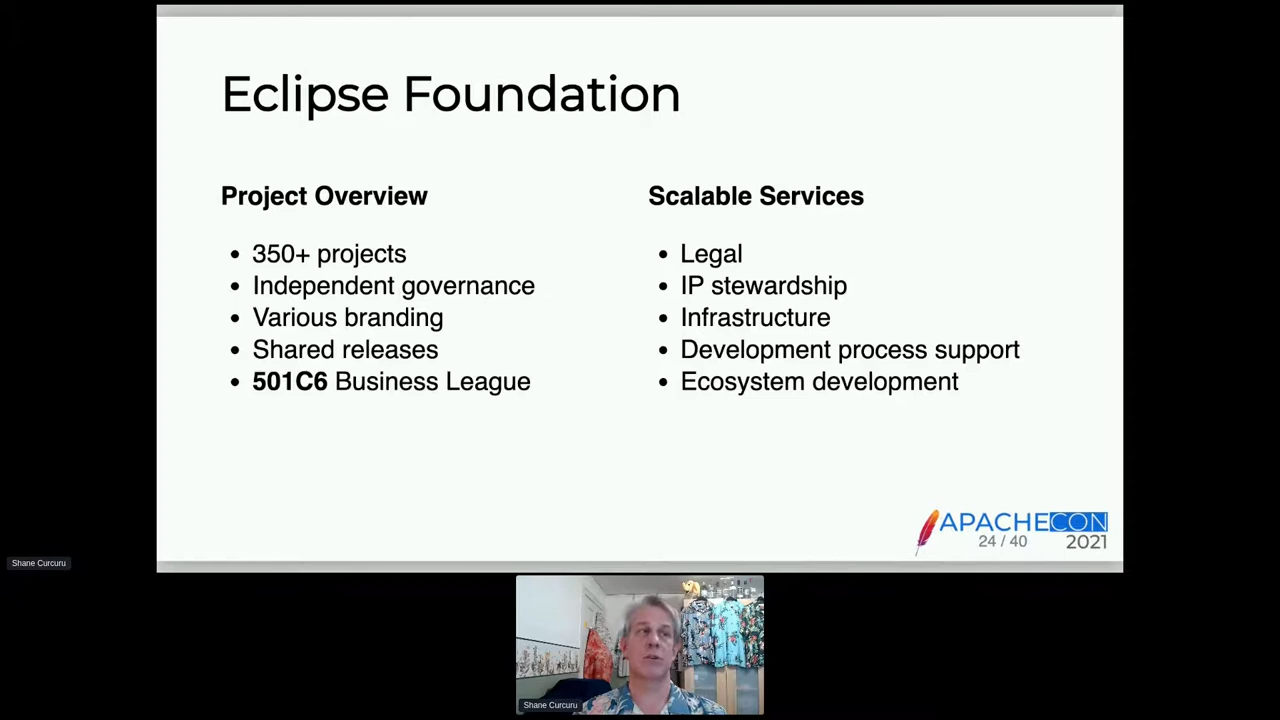 Eclipse Foundation
Project Overview
• 350+ projects
• Independent governance
• Various branding
• Shared releases
• 501C6 Business League
Scalable Services
• Legal
• IP stewardship
• Infrastructure
• Development process support
• Ecosystem development
APACHECON
24 / 40
2021
Shane Curcuru
Shane Curcuru